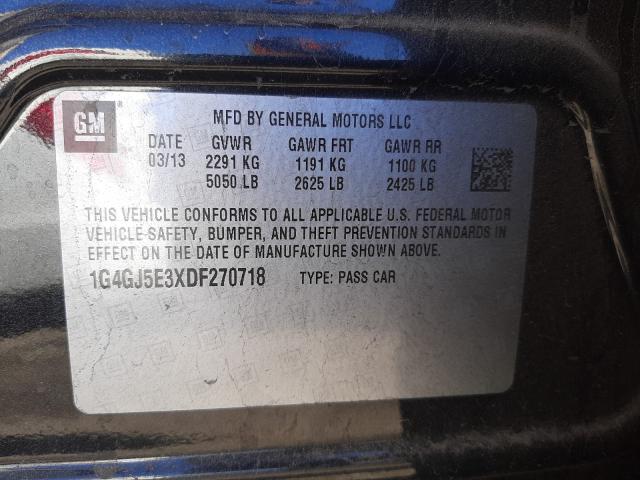 GM
MFD BY GENERAL MOTORS LLC
DATE GVWR GAWR FRT GAWR RR
03/13 2291 KG 1191 KG 1100 KG
5050 LB 2625 LB 2425 LB
THIS VEHICLE CONFORMS TO ALL APPLICABLE U.S. FEDERAL MOTOR
VEHICLE SAFETY, BUMPER, AND THEFT PREVENTION STANDARDS IN
EFFECT ON THE DATE OF MANUFACTURE SHOWN ABOVE.
1G4GJ5E3XDF270718 TYPE: PASS CAR